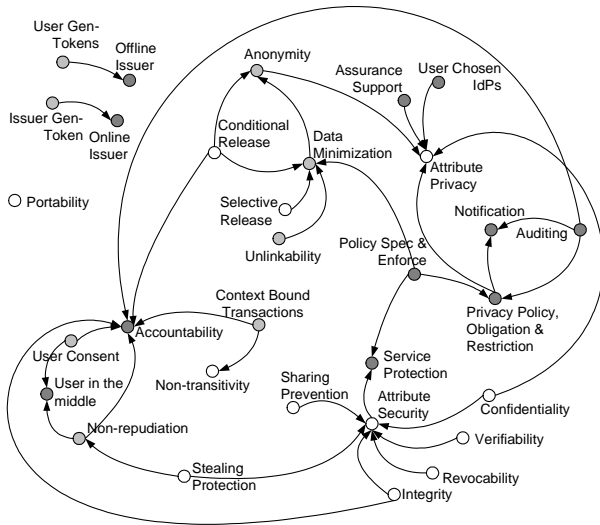 User Gen-
Tokens
Offline
Issuer
Anonymity
Assurance
Support
User Chosen
IdPs
Issuer Gen-
Token
Online
Issuer
Conditional
Release
Data
Minimization
Attribute
Privacy
Portability
Selective
Release
Notification
Auditing
Unlinkability
Policy Spec &
Enforce
Context Bound
Transactions
Privacy Policy,
Obligation &
Restriction
Accountability
User Consent
Non-transitivity
Service
Protection
User in the
middle
Sharing
Prevention
Attribute
Security
Confidentiality
Non-repudiation
Verifiability
Stealing
Protection
Revocability
Integrity